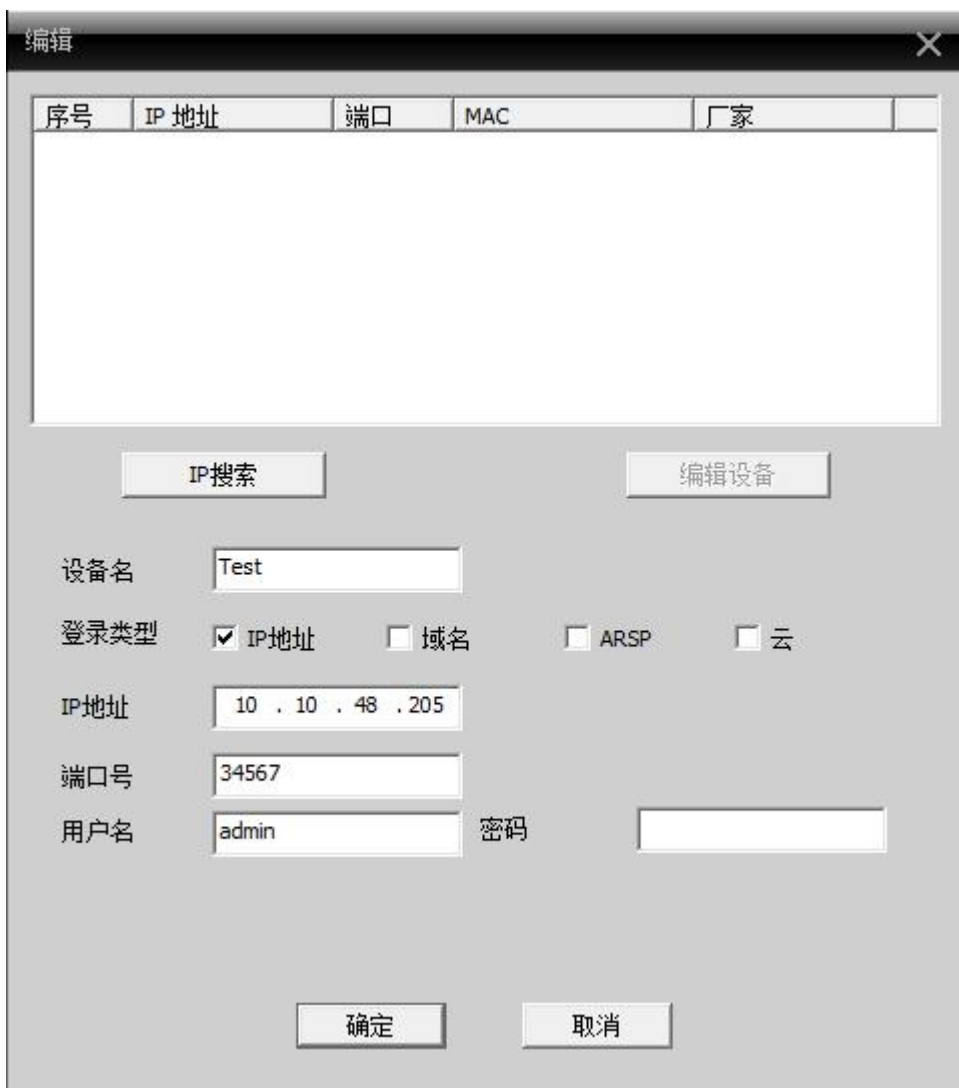 编辑
序号 IP 地址 端口 MAC 厂家
IP搜索 编辑设备
设备名 Test
登录类型 IP地址 域名 ARSP 云
IP地址 10 . 10 . 48 . 205
端口号 34567
用户名 admin 密码
确定 取消